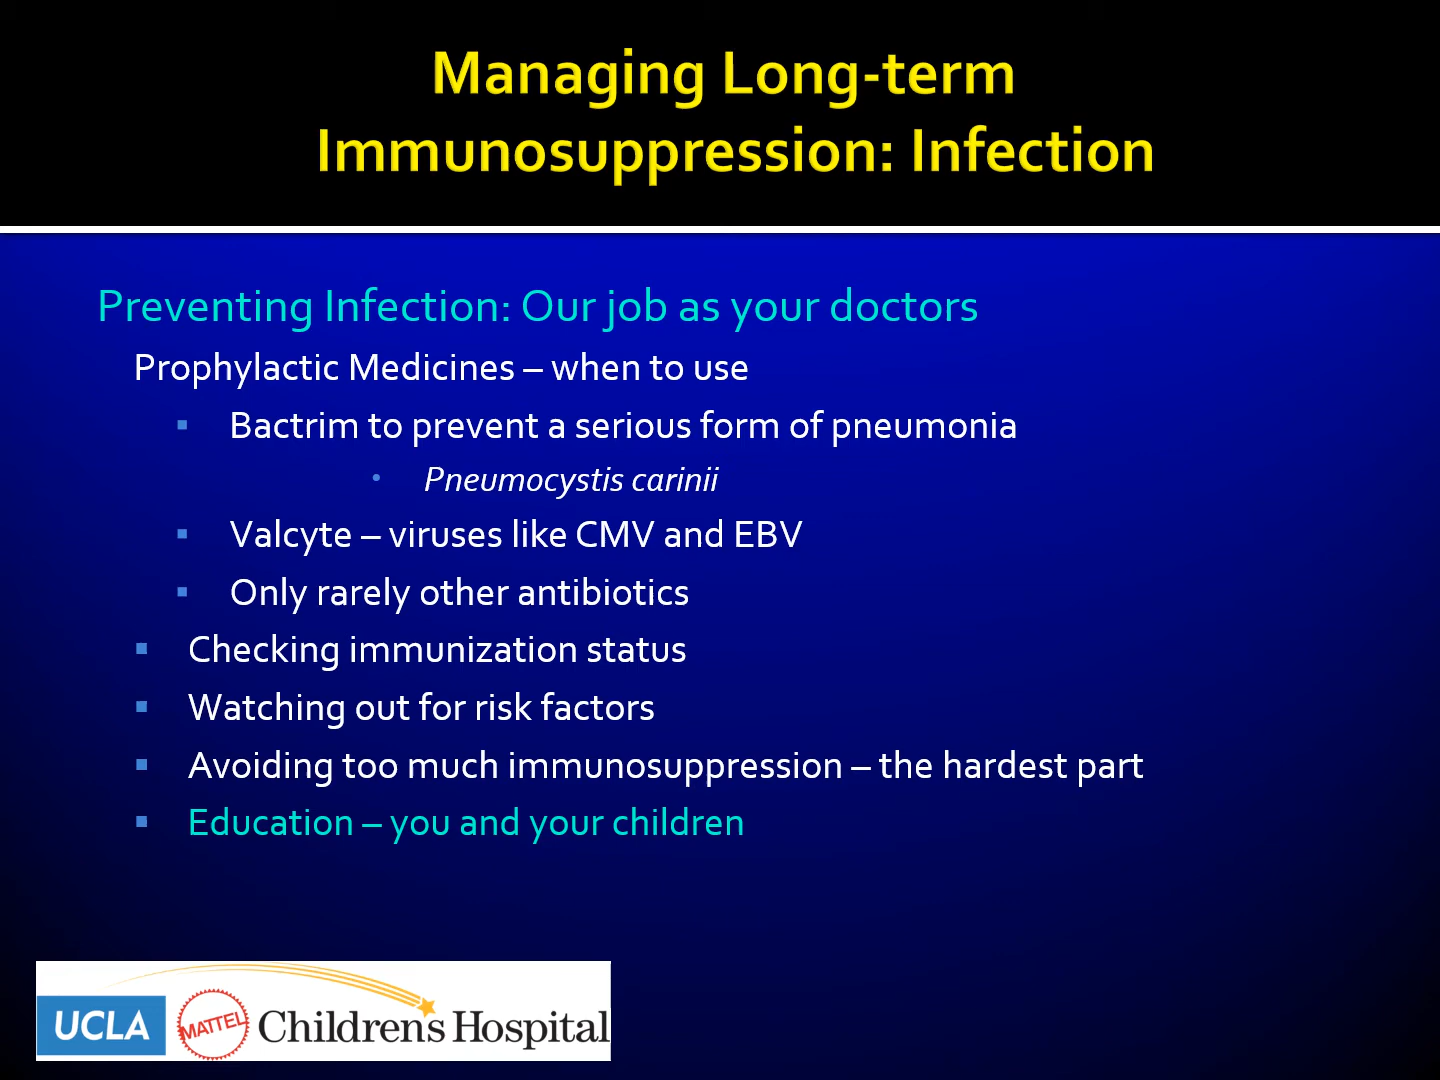 Managing Long-term
Immunosuppression: Infection
Preventing Infection: Our job as your doctors
Prophylactic Medicines – when to use
▪ Bactrim to prevent a serious form of pneumonia
• Pneumocystis carinii
▪ Valcyte – viruses like CMV and EBV
▪ Only rarely other antibiotics
▪ Checking immunization status
▪ Watching out for risk factors
▪ Avoiding too much immunosuppression – the hardest part
▪ Education – you and your children
UCLA MATTEL Children's Hospital